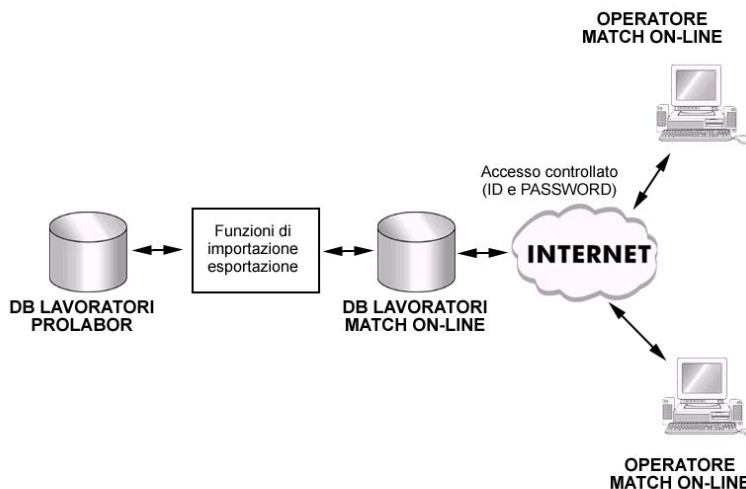 OPERATORE
MATCH ON-LINE
Accesso controllato
(ID e PASSWORD)
Funzioni di
importazione
esportazione
INTERNET
DB LAVORATORI
PROLABOR
DB LAVORATORI
MATCH ON-LINE
OPERATORE
MATCH ON-LINE